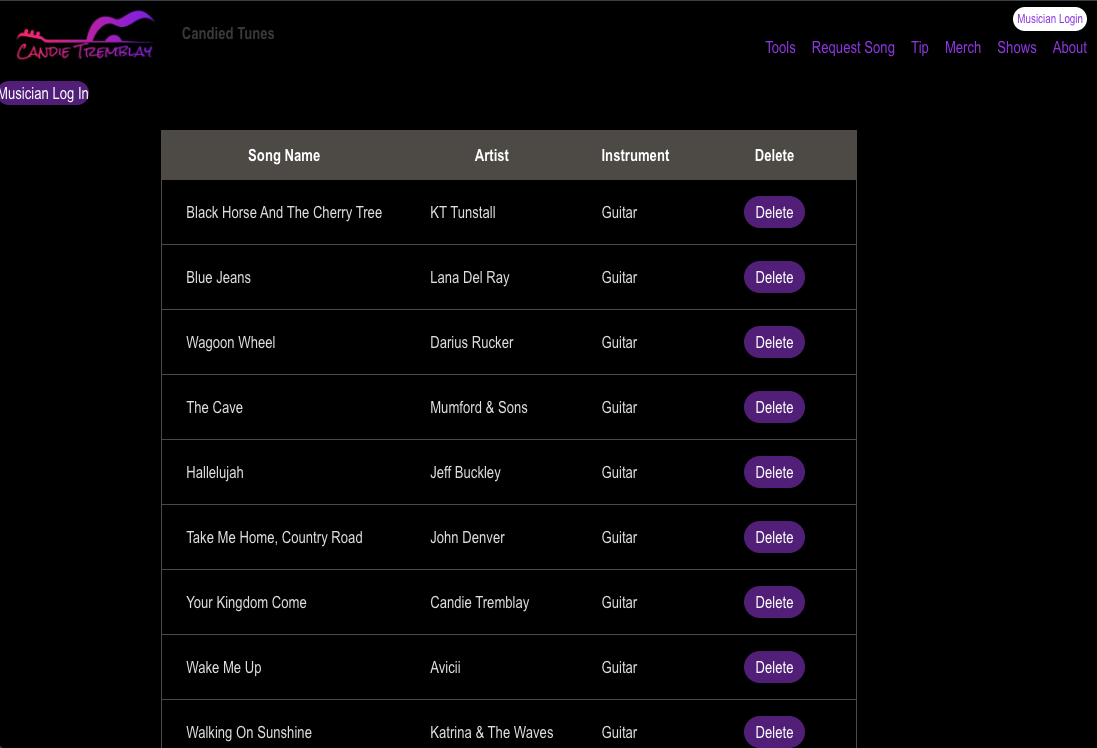 Musician Login
CANDIE TREMBLAY
Candied Tunes
Tools Request Song Tip Merch Shows About
Musician Log In
Song Name Artist Instrument Delete
Black Horse And The Cherry Tree KT Tunstall Guitar Delete
Blue Jeans Lana Del Ray Guitar Delete
Wagoon Wheel Darius Rucker Guitar Delete
The Cave Mumford & Sons Guitar Delete
Hallelujah Jeff Buckley Guitar Delete
Take Me Home, Country Road John Denver Guitar Delete
Your Kingdom Come Candie Tremblay Guitar Delete
Wake Me Up Avicii Guitar Delete
Walking On Sunshine Katrina & The Waves Guitar Delete